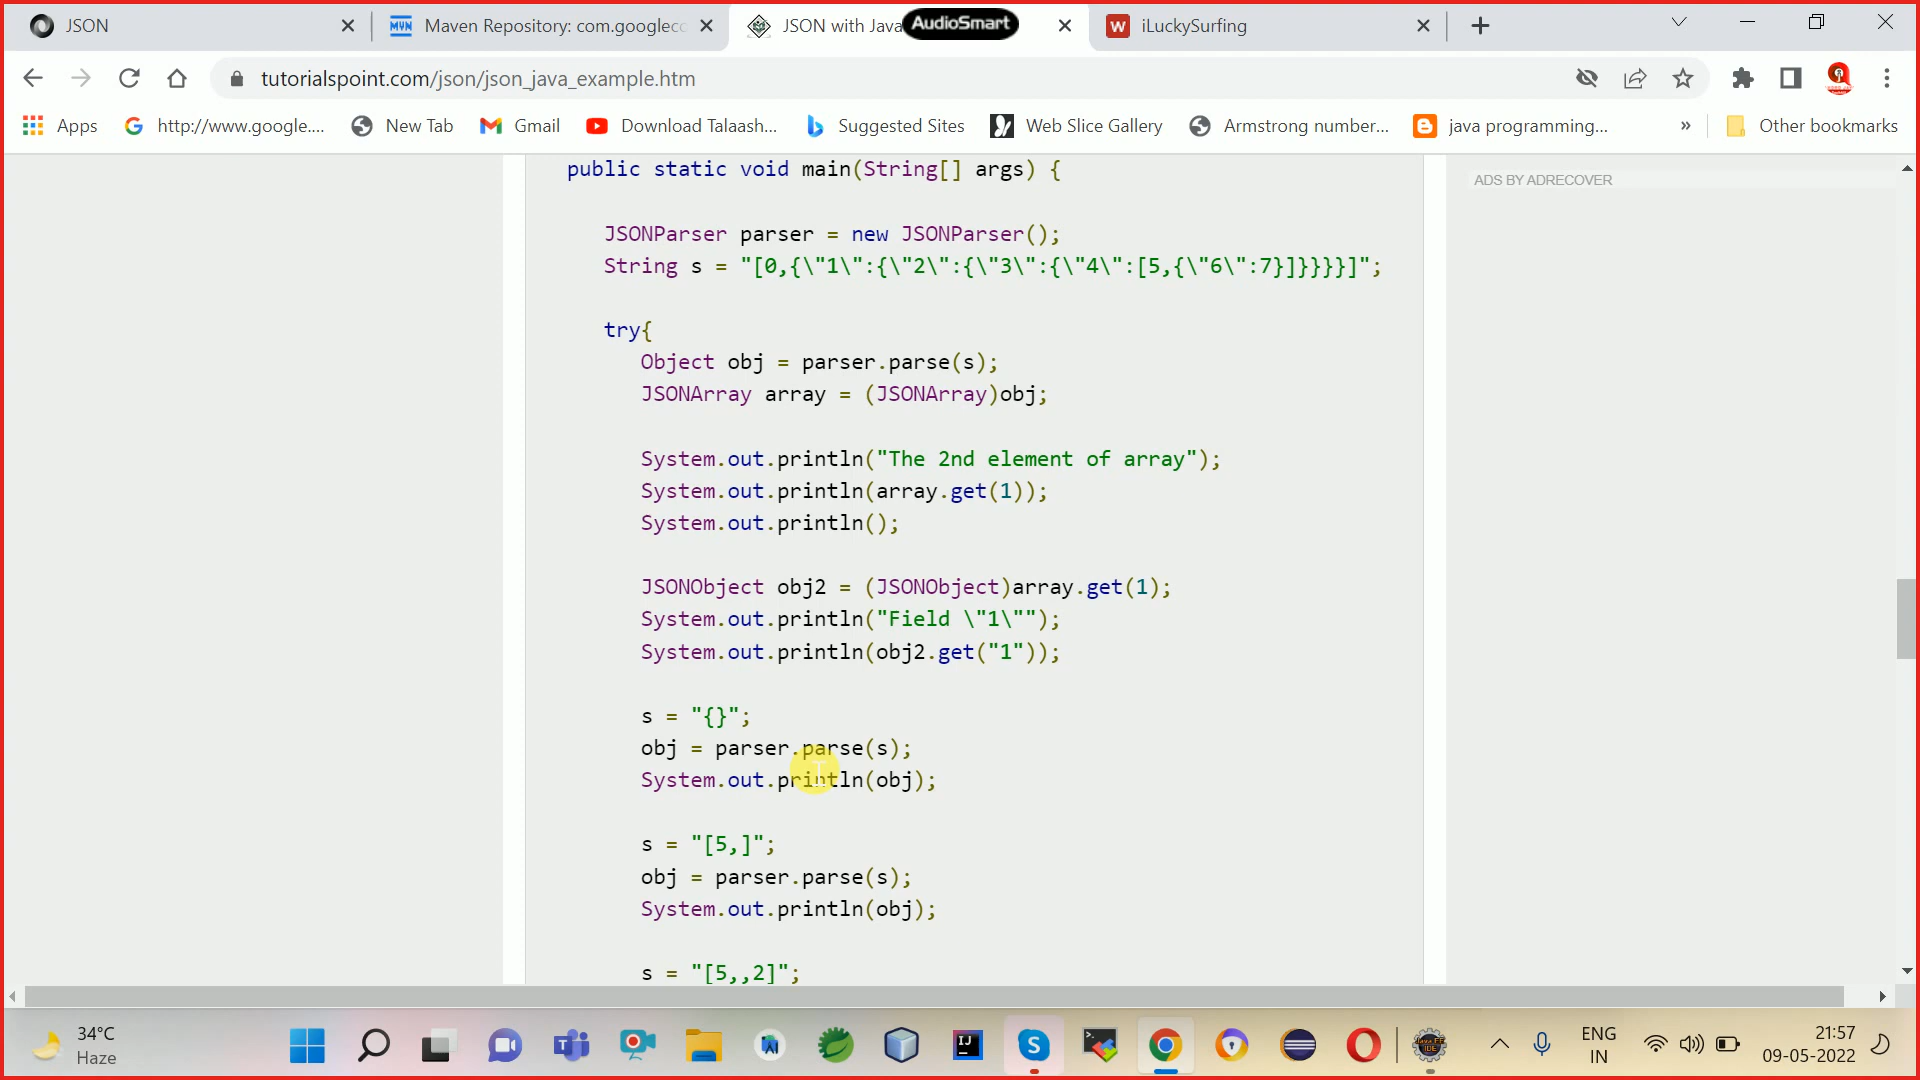 JSON
Maven Repository: com.googlecc
JSON with Java
AudioSmart
iLuckySurfing
tutorialspoint.com/json/json_java_example.htm
Apps
http://www.google....
New Tab
Gmail
Download Talaash...
Suggested Sites
Web Slice Gallery
Armstrong number...
java programming...
»
Other bookmarks
public static void main(String[] args) {
JSONParser parser = new JSONParser();
String s = "[0,{\"1\":{\"2\":{\"3\":{\"4\":[5,{\"6\":7}]}}}}]";
try{
Object obj = parser.parse(s);
JSONArray array = (JSONArray)obj;
System.out.println("The 2nd element of array");
System.out.println(array.get(1));
System.out.println();
JSONObject obj2 = (JSONObject)array.get(1);
System.out.println("Field \"1\"");
System.out.println(obj2.get("1"));
s = "{}";
obj = parser.parse(s);
System.out.println(obj);
s = "[5,]";
obj = parser.parse(s);
System.out.println(obj);
s = "[5,,2]";
ADS BY ADRECOVER
34°C
Haze
ENG
IN
21:57
09-05-2022